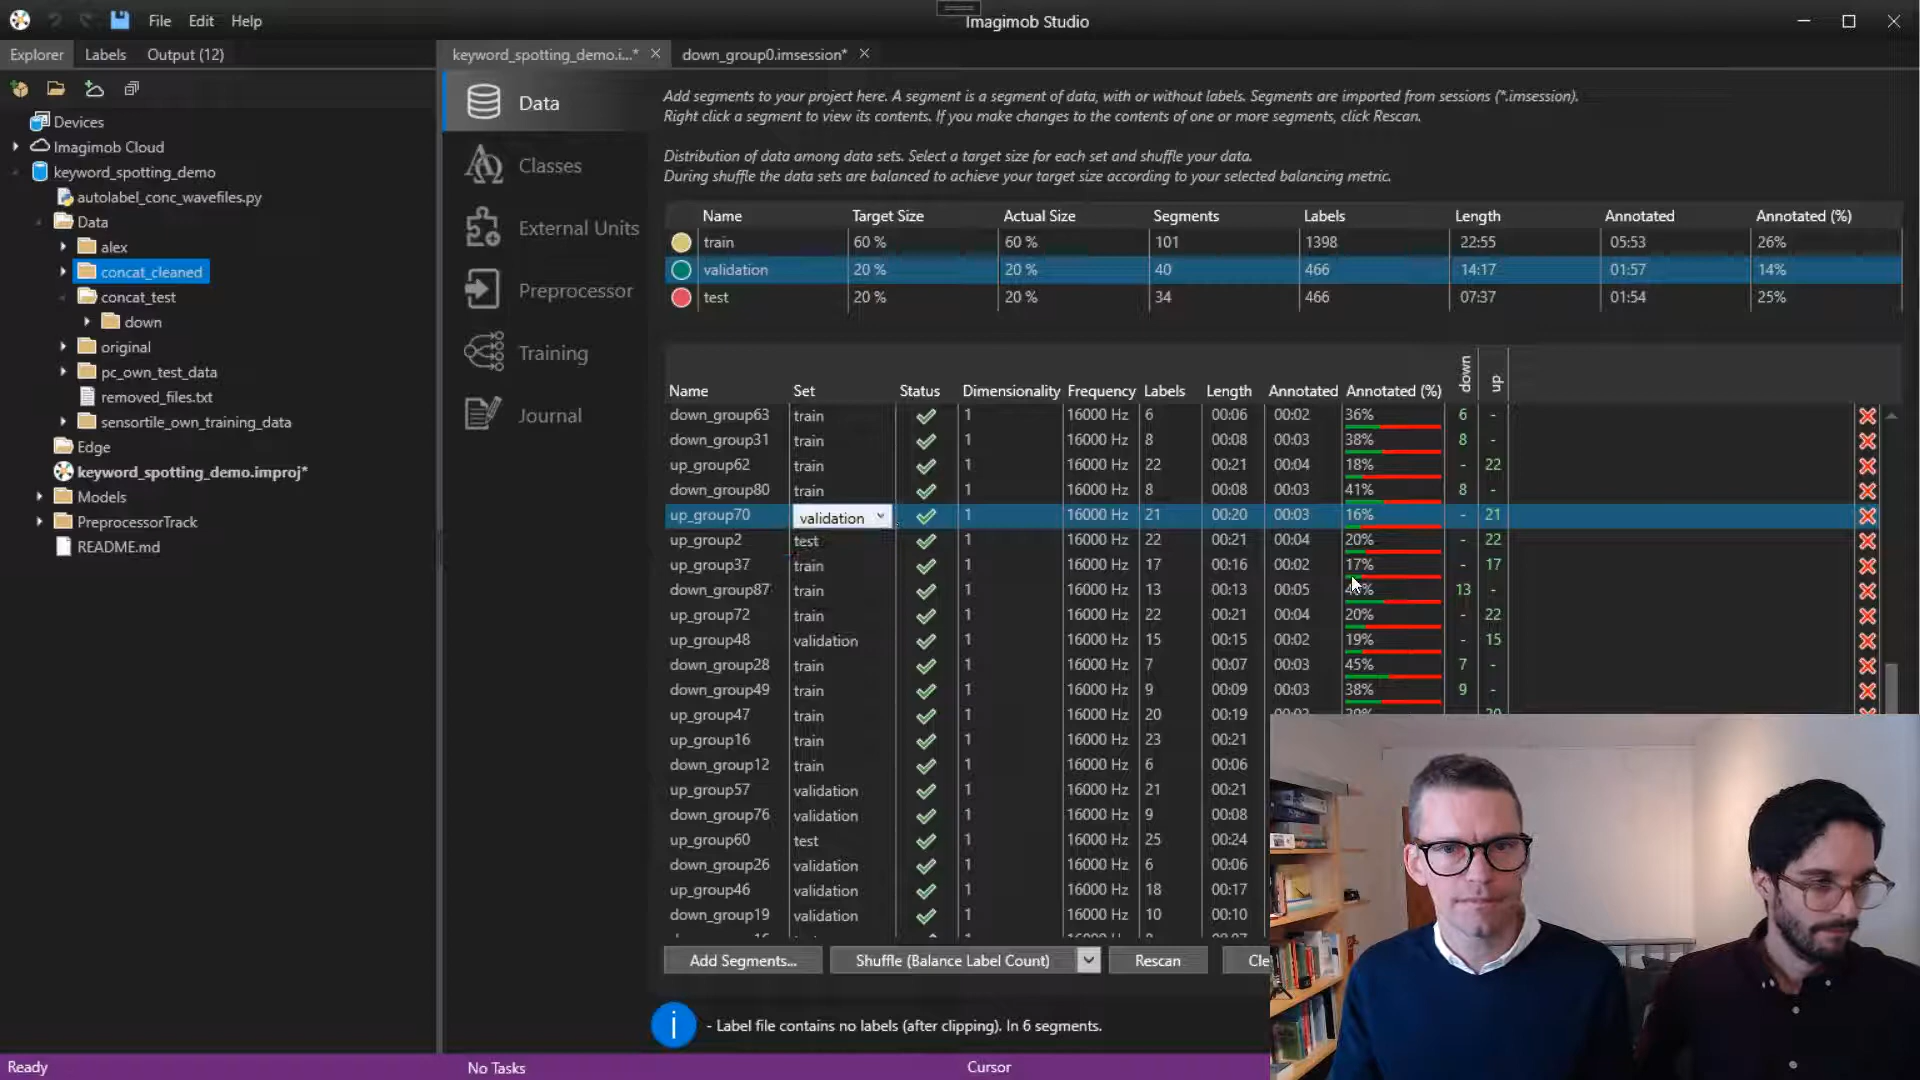 File Edit Help
Imagimob Studio
Explorer Labels Output (12)
keyword_spotting_demo.i...* down_group0.imsession*
Devices
Imagimob Cloud
keyword_spotting_demo
autolabel_conc_wavefiles.py
Data
alex
concat_cleaned
concat_test
down
original
pc_own_test_data
removed_files.txt
sensortile_own_training_data
Edge
keyword_spotting_demo.improj*
Models
PreprocessorTrack
README.md
Data
Classes
External Units
Preprocessor
Training
Journal
Add segments to your project here. A segment is a segment of data, with or without labels. Segments are imported from sessions (*.imsession).
Right click a segment to view its contents. If you make changes to the contents of one or more segments, click Rescan.
Distribution of data among data sets. Select a target size for each set and shuffle your data.
During shuffle the data sets are balanced to achieve your target size according to your selected balancing metric.
Name Target Size Actual Size Segments Labels Length Annotated Annotated (%)
train 60 % 60 % 101 1398 22:55 05:53 26%
validation 20 % 20 % 40 466 14:17 01:57 14%
test 20 % 20 % 34 466 07:37 01:54 25%
Name Set Status Dimensionality Frequency Labels Length Annotated Annotated (%) down up
down_group63 train 1 16000 Hz 6 00:06 00:02 36% 6 -
down_group31 train 1 16000 Hz 8 00:08 00:03 38% 8 -
up_group62 train 1 16000 Hz 22 00:21 00:04 18% - 22
down_group80 train 1 16000 Hz 8 00:08 00:03 41% 8 -
up_group70 validation 1 16000 Hz 21 00:20 00:03 16% - 21
up_group2 test 1 16000 Hz 22 00:21 00:04 20% - 22
up_group37 train 1 16000 Hz 17 00:16 00:02 17% - 17
down_group87 train 1 16000 Hz 13 00:13 00:05 13 -
up_group72 train 1 16000 Hz 22 00:21 00:04 20% - 22
up_group48 validation 1 16000 Hz 15 00:15 00:02 19% - 15
down_group28 train 1 16000 Hz 7 00:07 00:03 45% 7 -
down_group49 train 1 16000 Hz 9 00:09 00:03 38% 9 -
up_group47 train 1 16000 Hz 20 00:19
up_group16 train 1 16000 Hz 23 00:21
down_group12 train 1 16000 Hz 6 00:06
up_group57 validation 1 16000 Hz 21 00:21
down_group76 validation 1 16000 Hz 9 00:08
up_group60 test 1 16000 Hz 25 00:24
down_group26 validation 1 16000 Hz 6 00:06
up_group46 validation 1 16000 Hz 18 00:17
down_group19 validation 1 16000 Hz 10 00:10
Add Segments... Shuffle (Balance Label Count) Rescan Cle
i - Label file contains no labels (after clipping). In 6 segments.
Ready No Tasks Cursor